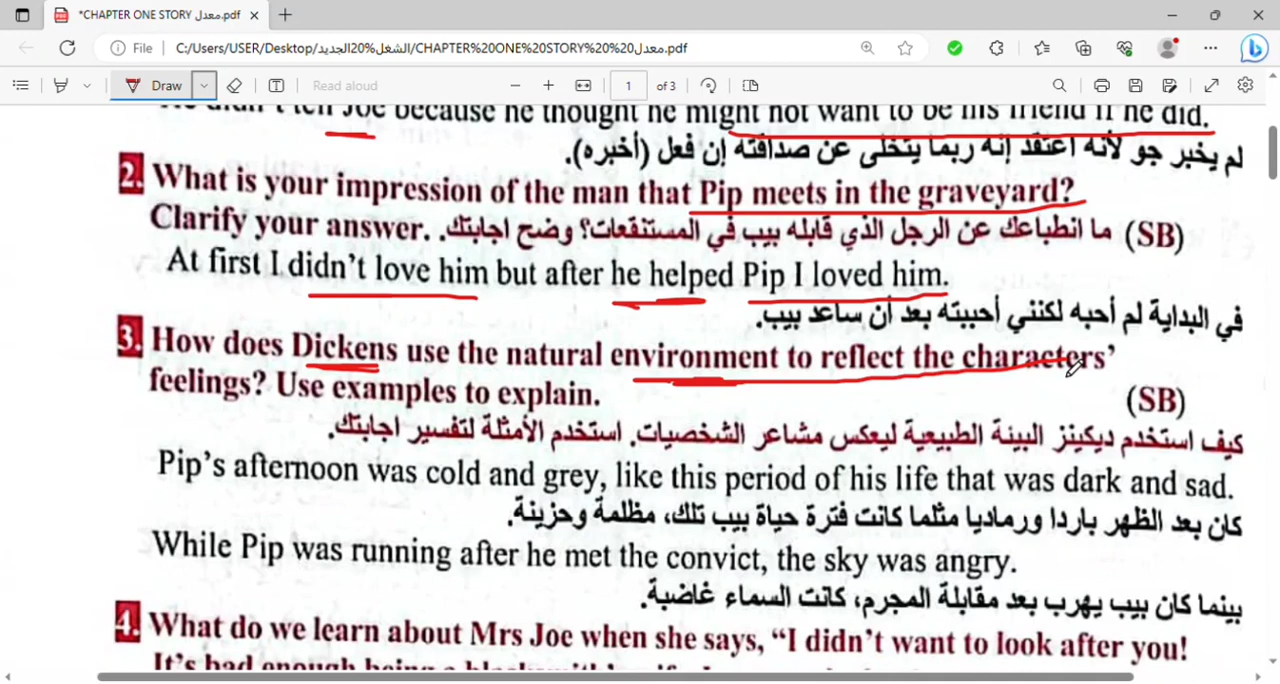 *CHAPTER ONE STORY معدل.pdf
File C:/Users/USER/Desktop/الشغل%20الجديد/CHAPTER%20ONE%20STORY%20%20معدل.pdf
Draw Read aloud 1 of 3
He didn't tell Joe because he thought he might not want to be his friend if he did.
لم يخبر جو لأنه اعتقد إنه ربما يتخلى عن صداقته إن فعل (أخبره).
2. What is your impression of the man that Pip meets in the graveyard?
Clarify your answer. ما انطباعك عن الرجل الذي قابله بيب في المستنقعات؟ وضح اجابتك. (SB)
At first I didn't love him but after he helped Pip I loved him.
في البداية لم أحبه لكنني أحببته بعد أن ساعد بيب.
3. How does Dickens use the natural environment to reflect the characters'
feelings? Use examples to explain. (SB)
كيف استخدم ديكينز البيئة الطبيعية ليعكس مشاعر الشخصيات. استخدم الأمثلة لتفسير اجابتك.
Pip's afternoon was cold and grey, like this period of his life that was dark and sad.
كان بعد الظهر باردا ورماديا مثلما كانت فترة حياة بيب تلك، مظلمة وحزينة.
While Pip was running after he met the convict, the sky was angry.
بينما كان بيب يهرب بعد مقابلة المجرم، كانت السماء غاضبة.
4. What do we learn about Mrs Joe when she says, "I didn't want to look after you!
It's bad enough being a blacksmith's wife